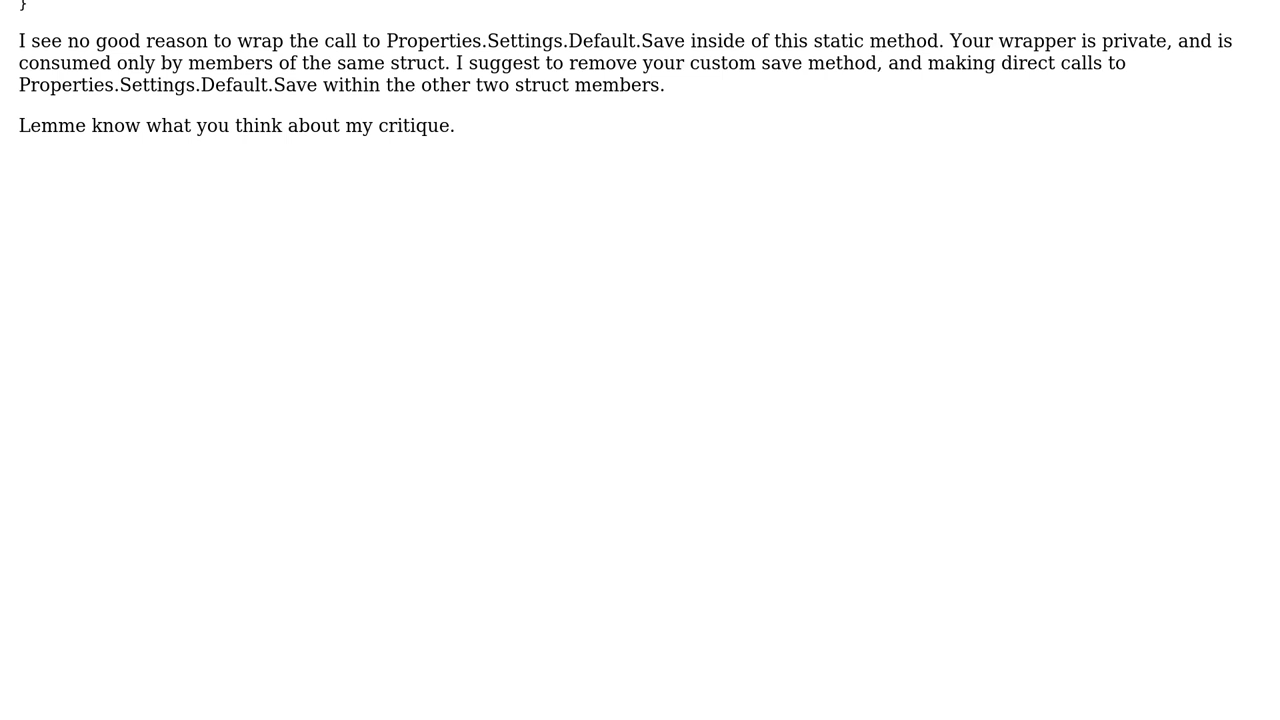 }
I see no good reason to wrap the call to Properties.Settings.Default.Save inside of this static method. Your wrapper is private, and is
consumed only by members of the same struct. I suggest to remove your custom save method, and making direct calls to
Properties.Settings.Default.Save within the other two struct members.
Lemme know what you think about my critique.